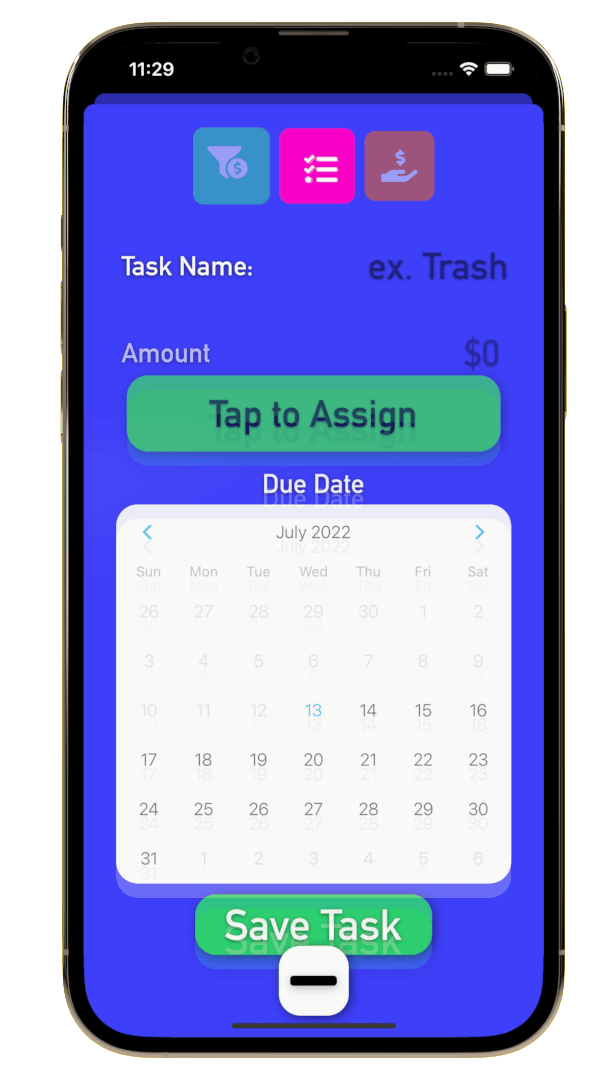 11:29
$
$
Task Name: ex. Trash
Amount $0
Tap to Assign
Due Date
July 2022
Sun Mon Tue Wed Thu Fri Sat
26 27 28 29 30 1 2
3 4 5 6 7 8 9
10 11 12 13 14 15 16
17 18 19 20 21 22 23
24 25 26 27 28 29 30
31 1 2 3 4 5 6
Save Task